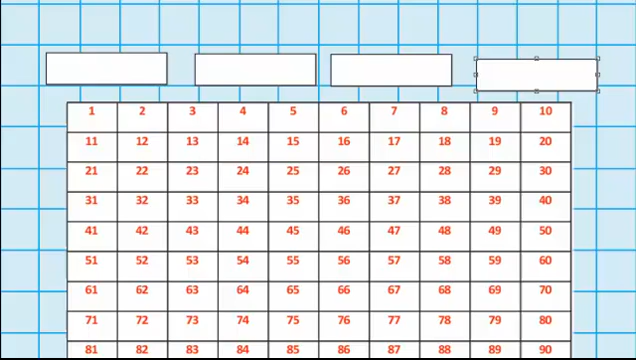 1 2 3 4 5 6 7 8 9 10
11 12 13 14 15 16 17 18 19 20
21 22 23 24 25 26 27 28 29 30
31 32 33 34 35 36 37 38 39 40
41 42 43 44 45 46 47 48 49 50
51 52 53 54 55 56 57 58 59 60
61 62 63 64 65 66 67 68 69 70
71 72 73 74 75 76 77 78 79 80
81 82 83 84 85 86 87 88 89 90